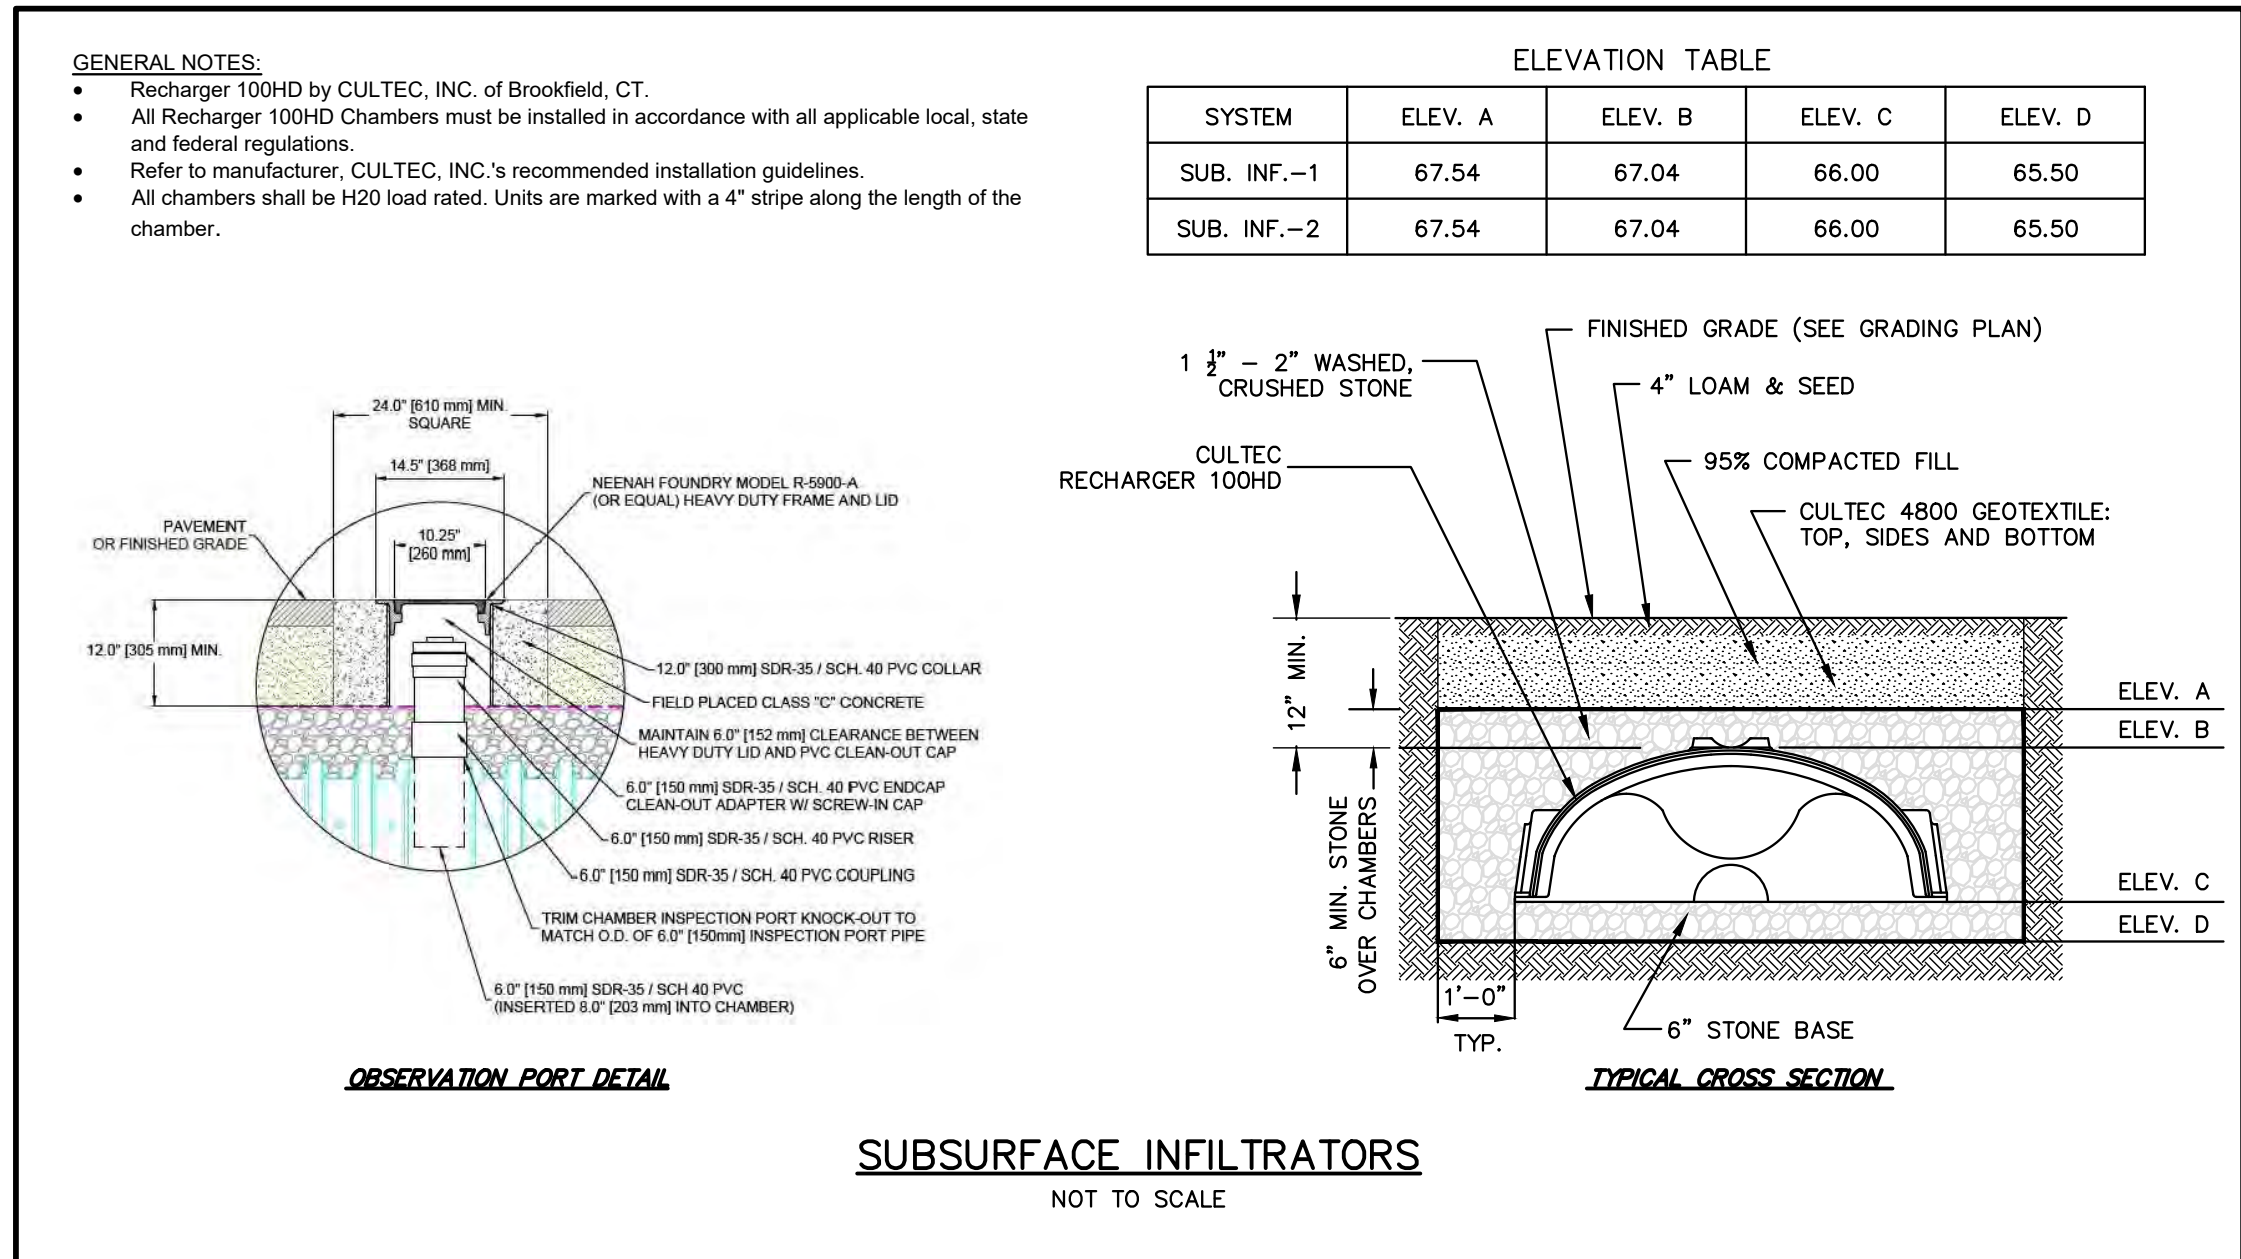 GENERAL NOTES:
• Recharger 100HD by CULTEC, INC. of Brookfield, CT.
• All Recharger 100HD Chambers must be installed in accordance with all applicable local, state
and federal regulations.
• Refer to manufacturer, CULTEC, INC.'s recommended installation guidelines.
• All chambers shall be H20 load rated. Units are marked with a 4" stripe along the length of the
chamber.
ELEVATION TABLE
SYSTEM ELEV. A ELEV. B ELEV. C ELEV. D
SUB. INF.-1 67.54 67.04 66.00 65.50
SUB. INF.-2 67.54 67.04 66.00 65.50
24.0" [610 mm] MIN.
SQUARE
14.5" [368 mm]
NEENAH FOUNDRY MODEL R-5900-A
(OR EQUAL) HEAVY DUTY FRAME AND LID
PAVEMENT
OR FINISHED GRADE
10.25"
[260 mm]
12.0" [305 mm] MIN.
12.0" [300 mm] SDR-35 / SCH. 40 PVC COLLAR
FIELD PLACED CLASS "C" CONCRETE
MAINTAIN 6.0" [152 mm] CLEARANCE BETWEEN
HEAVY DUTY LID AND PVC CLEAN-OUT CAP
6.0" [150 mm] SDR-35 / SCH. 40 PVC ENDCAP
CLEAN-OUT ADAPTER W/ SCREW-IN CAP
6.0" [150 mm] SDR-35 / SCH. 40 PVC RISER
6.0" [150 mm] SDR-35 / SCH. 40 PVC COUPLING
TRIM CHAMBER INSPECTION PORT KNOCK-OUT TO
MATCH O.D. OF 6.0" [150mm] INSPECTION PORT PIPE
6.0" [150 mm] SDR-35 / SCH 40 PVC
(INSERTED 8.0" [203 mm] INTO CHAMBER)
OBSERVATION PORT DETAIL
FINISHED GRADE (SEE GRADING PLAN)
1 ½" – 2" WASHED,
CRUSHED STONE
4" LOAM & SEED
CULTEC
RECHARGER 100HD
95% COMPACTED FILL
CULTEC 4800 GEOTEXTILE:
TOP, SIDES AND BOTTOM
12" MIN.
6" MIN. STONE
OVER CHAMBERS
ELEV. A
ELEV. B
ELEV. C
ELEV. D
1'-0"
TYP.
6" STONE BASE
TYPICAL CROSS SECTION
SUBSURFACE INFILTRATORS
NOT TO SCALE